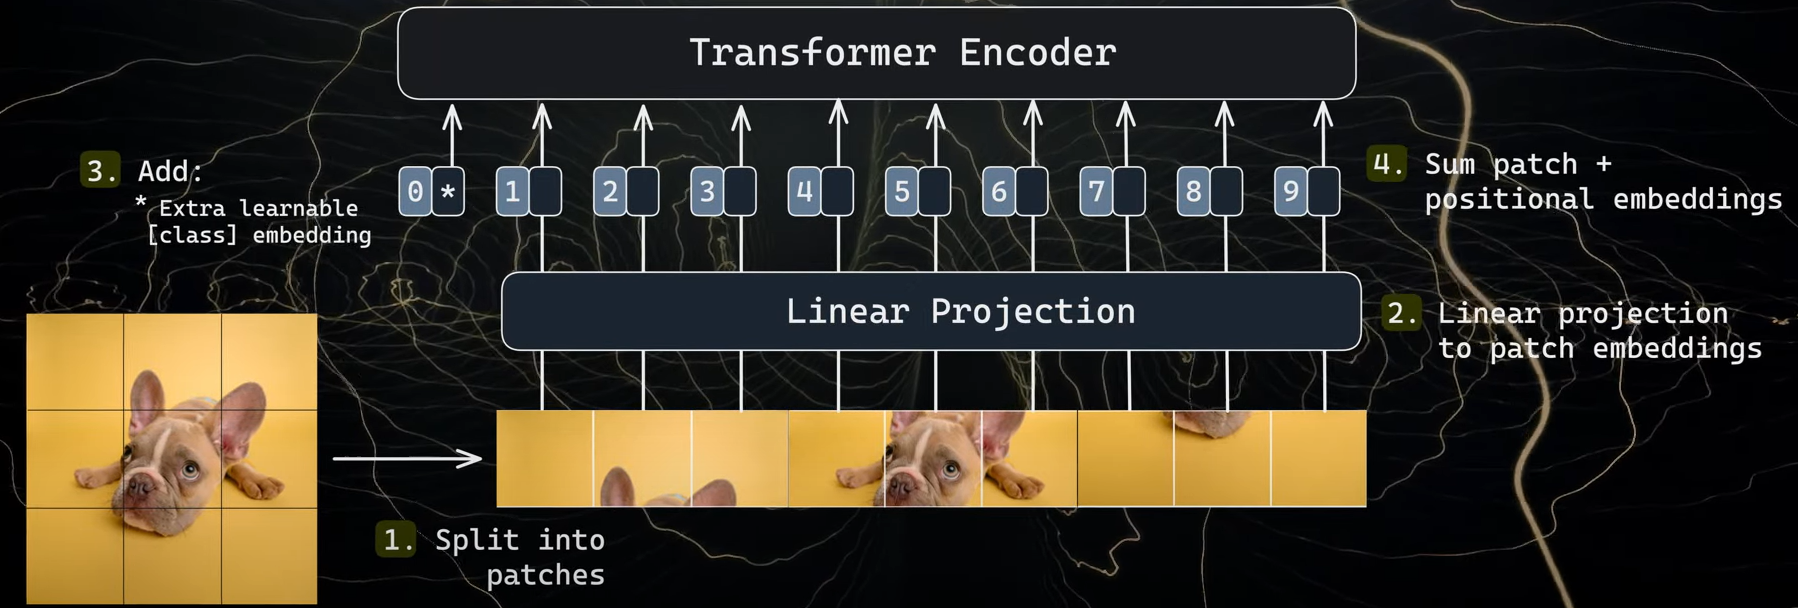 Transformer Encoder
3. Add:
* Extra learnable
[class] embedding
0 * 1 2 3 4 5 6 7 8 9
4. Sum patch +
positional embeddings
Linear Projection
2. Linear projection
to patch embeddings
1. Split into
patches